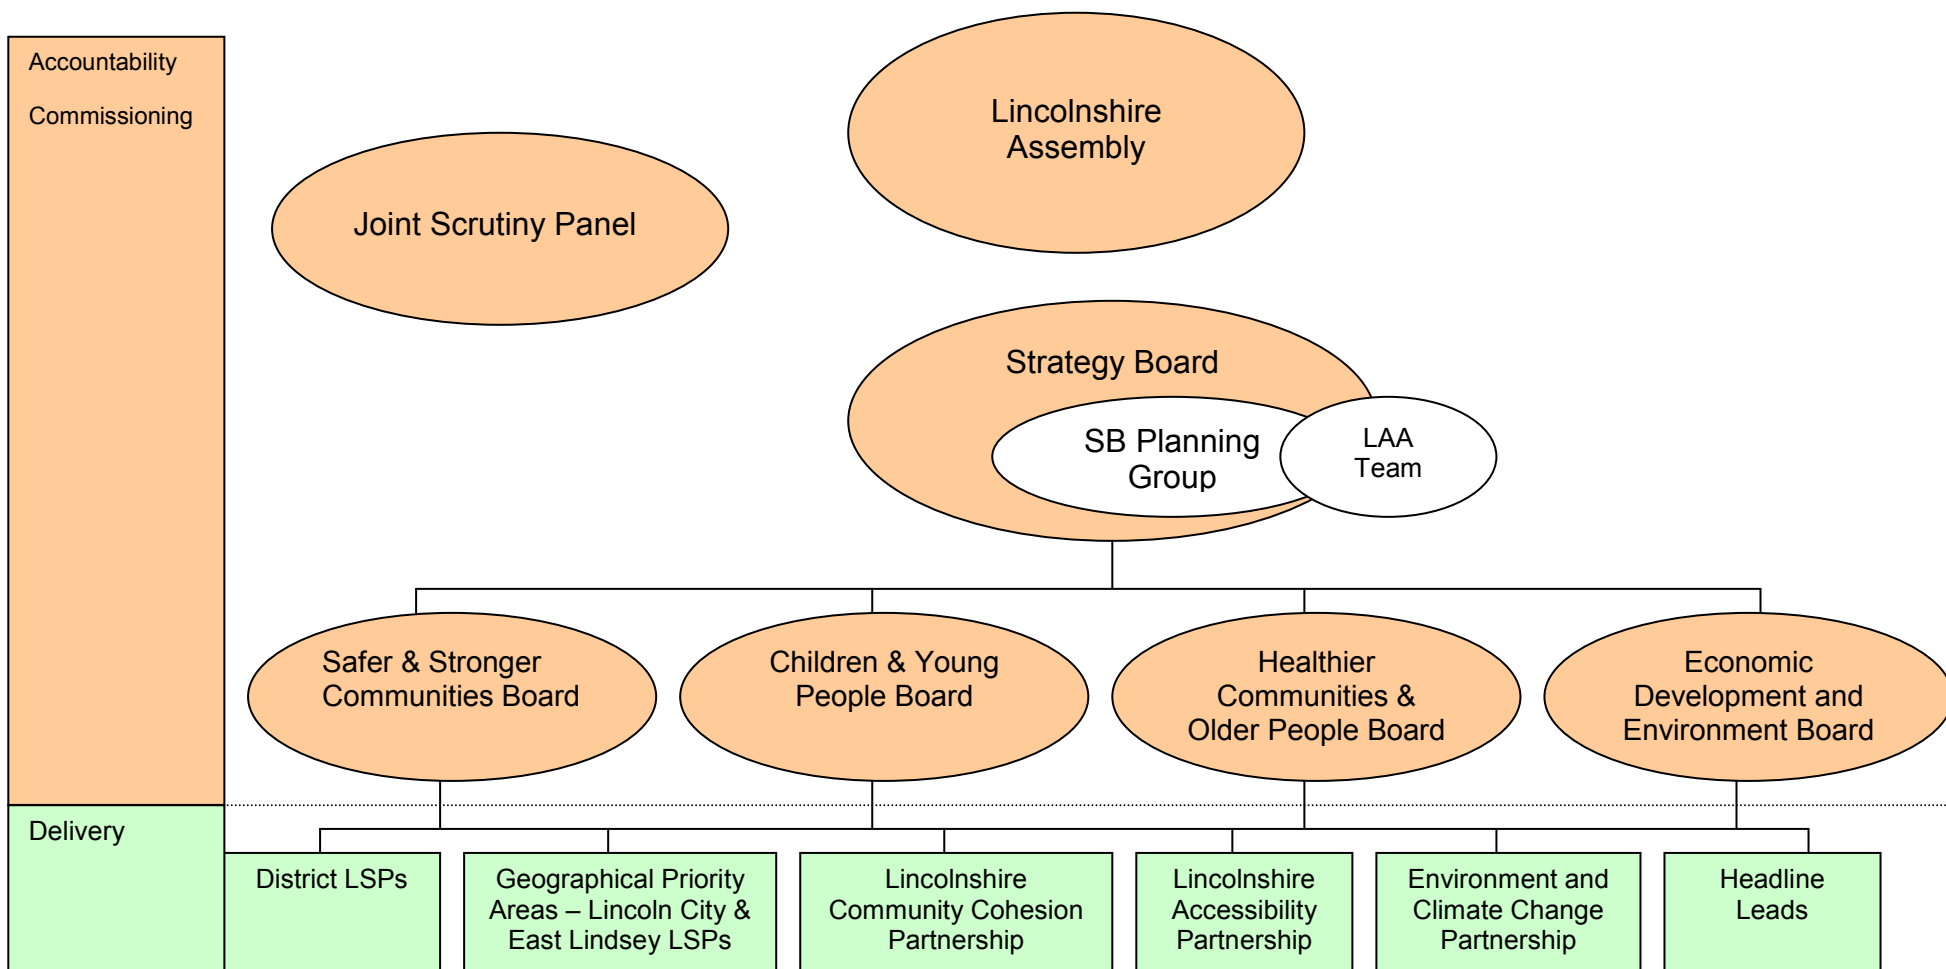 Accountability
Commissioning
Lincolnshire
Assembly
Joint Scrutiny Panel
Strategy Board
SB Planning
Group
LAA
Team
Safer & Stronger
Communities Board
Children & Young
People Board
Healthier
Communities &
Older People Board
Economic
Development and
Environment Board
Delivery
District LSPs
Geographical Priority
Areas – Lincoln City &
East Lindsey LSPs
Lincolnshire
Community Cohesion
Partnership
Lincolnshire
Accessibility
Partnership
Environment and
Climate Change
Partnership
Headline
Leads